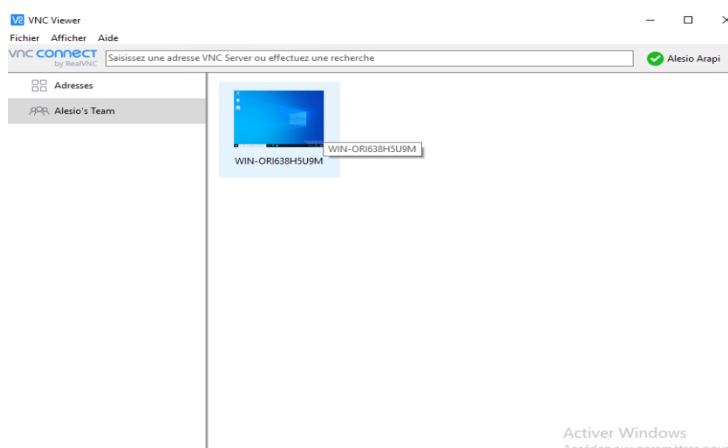 VNC Viewer
Fichier Afficher Aide
VNC CONNECT
by RealVNC
Saisissez une adresse VNC Server ou effectuez une recherche
Alesio Arapi
Adresses
Alesio's Team
WIN-ORI638H5U9M
WIN-ORI638H5U9M
Activer Windows